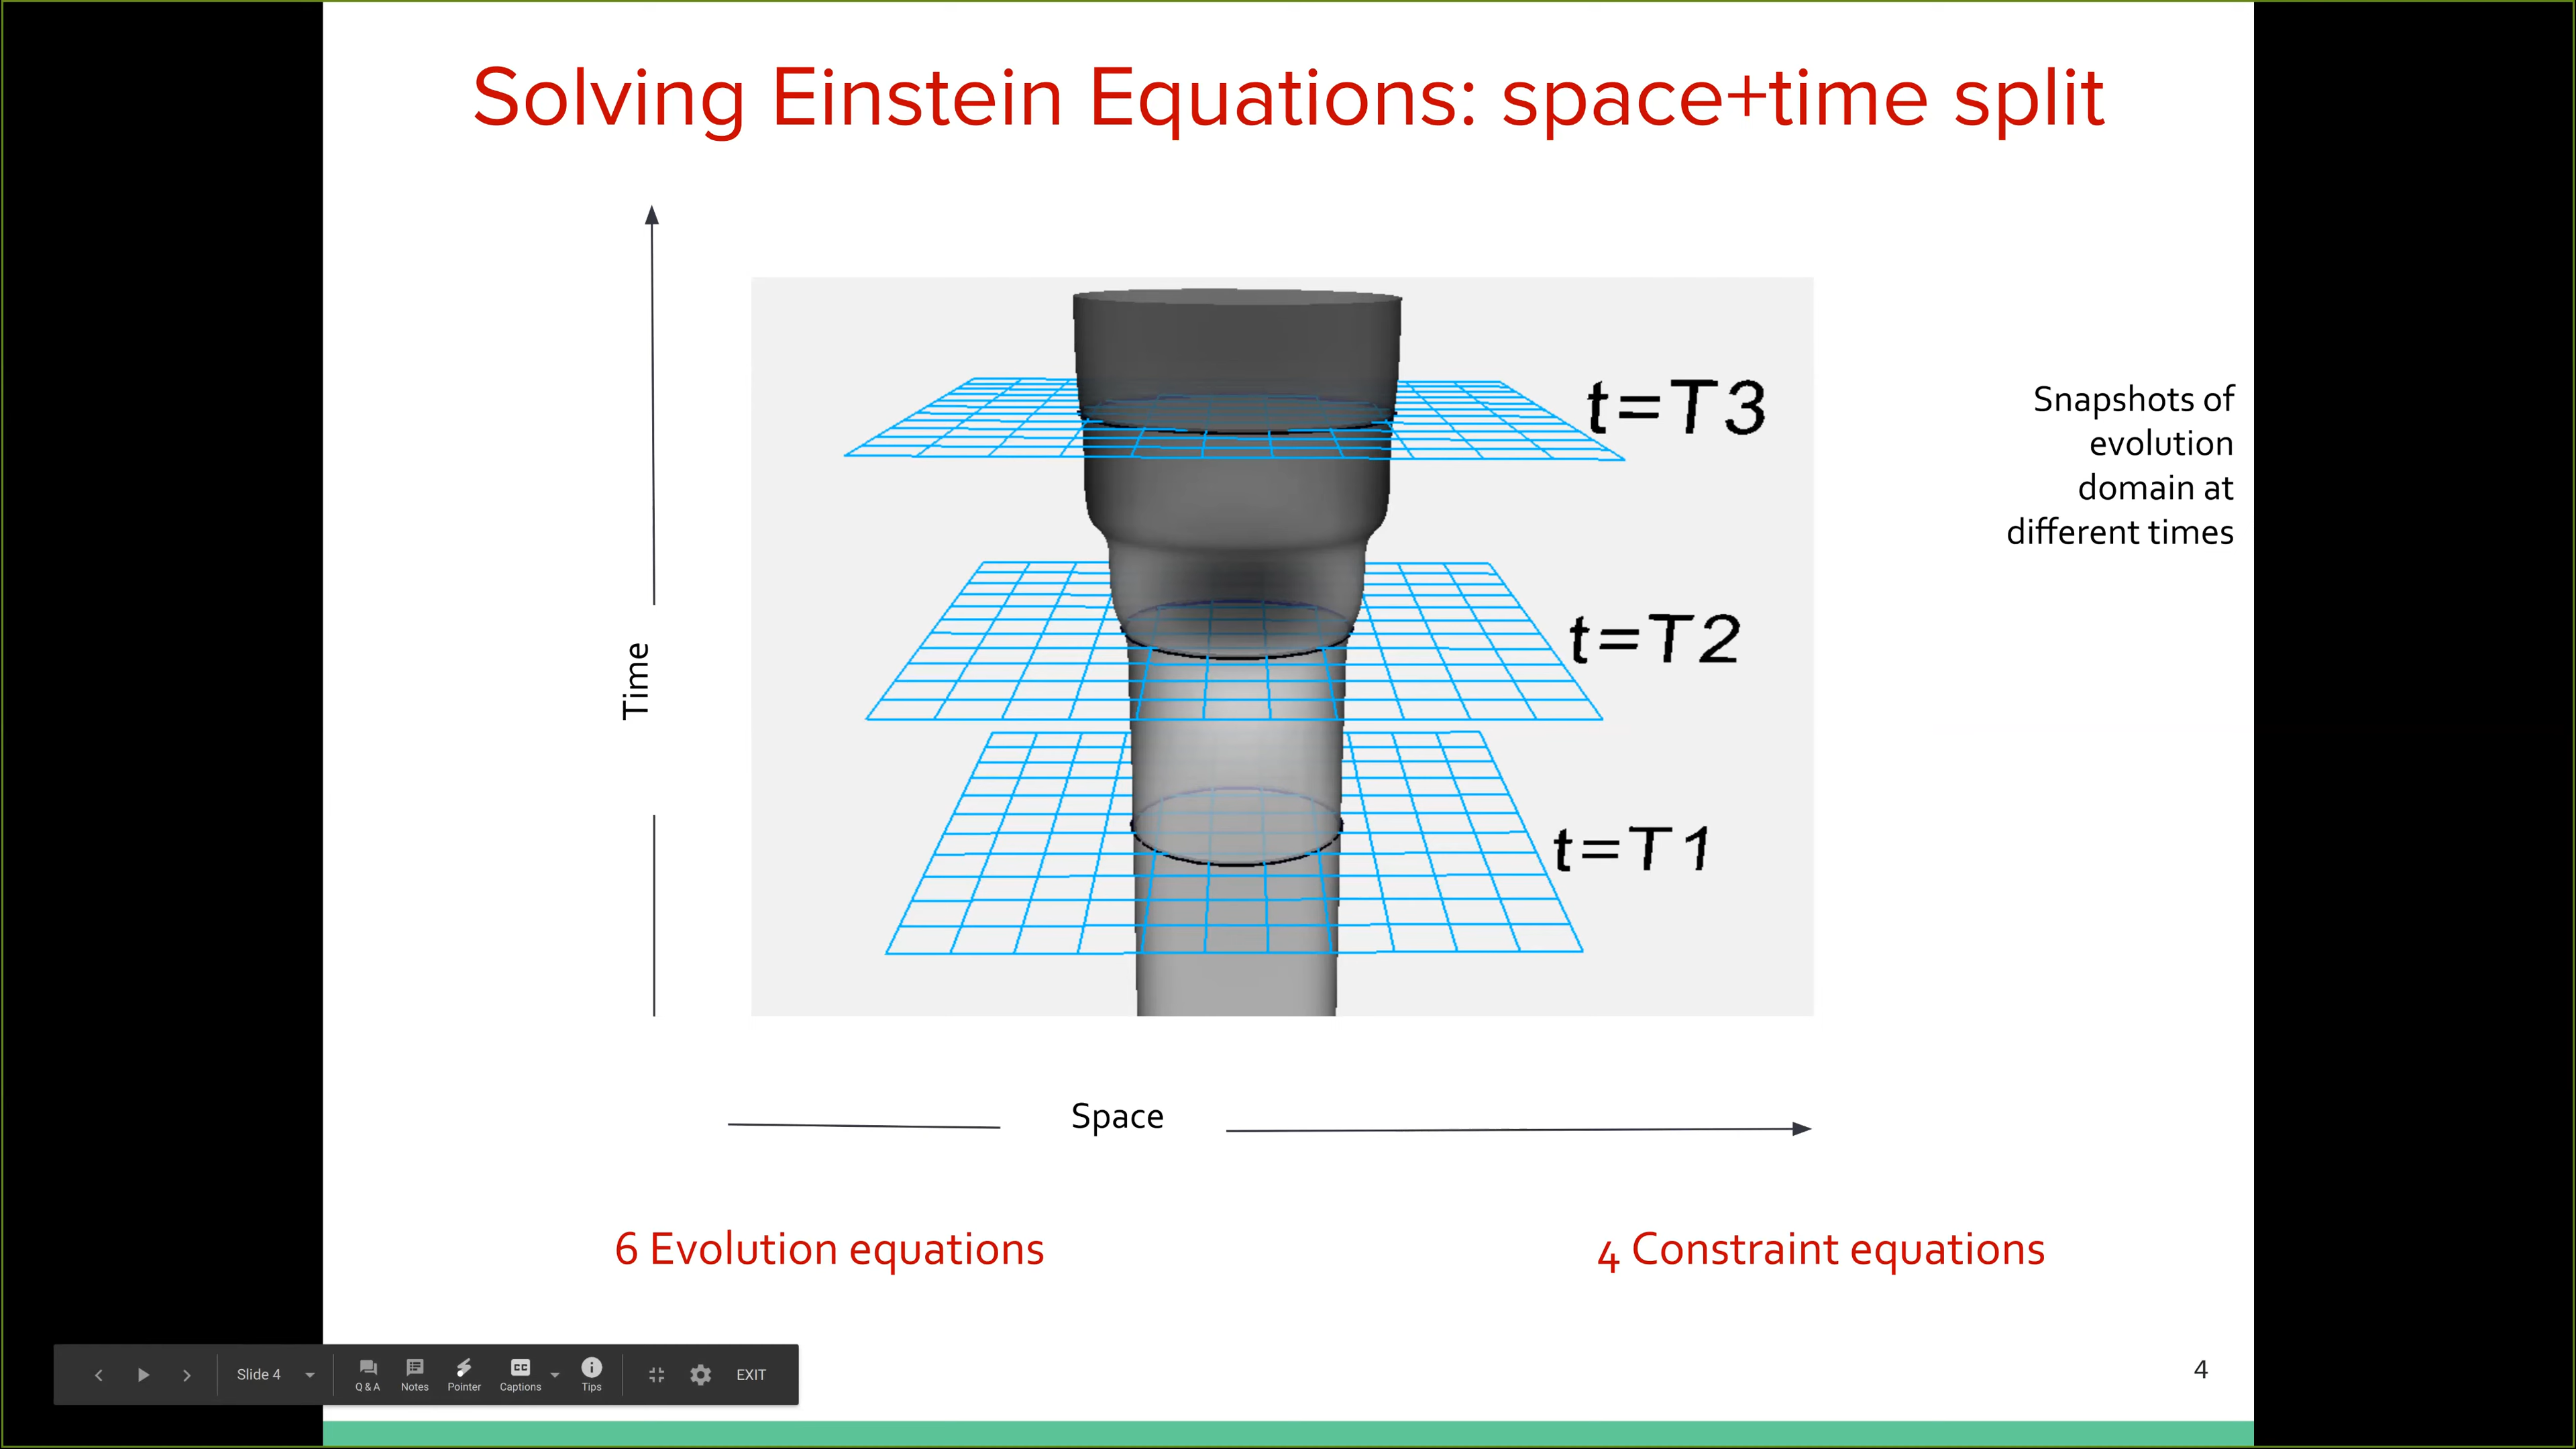 Solving Einstein Equations: space+time split
t=T3
Snapshots of
evolution
domain at
different times
t=T2
Time
t=T1
Space
6 Evolution equations
4 Constraint equations
4
Slide 4
Q & A
Notes
Pointer
CC
Captions
Tips
EXIT